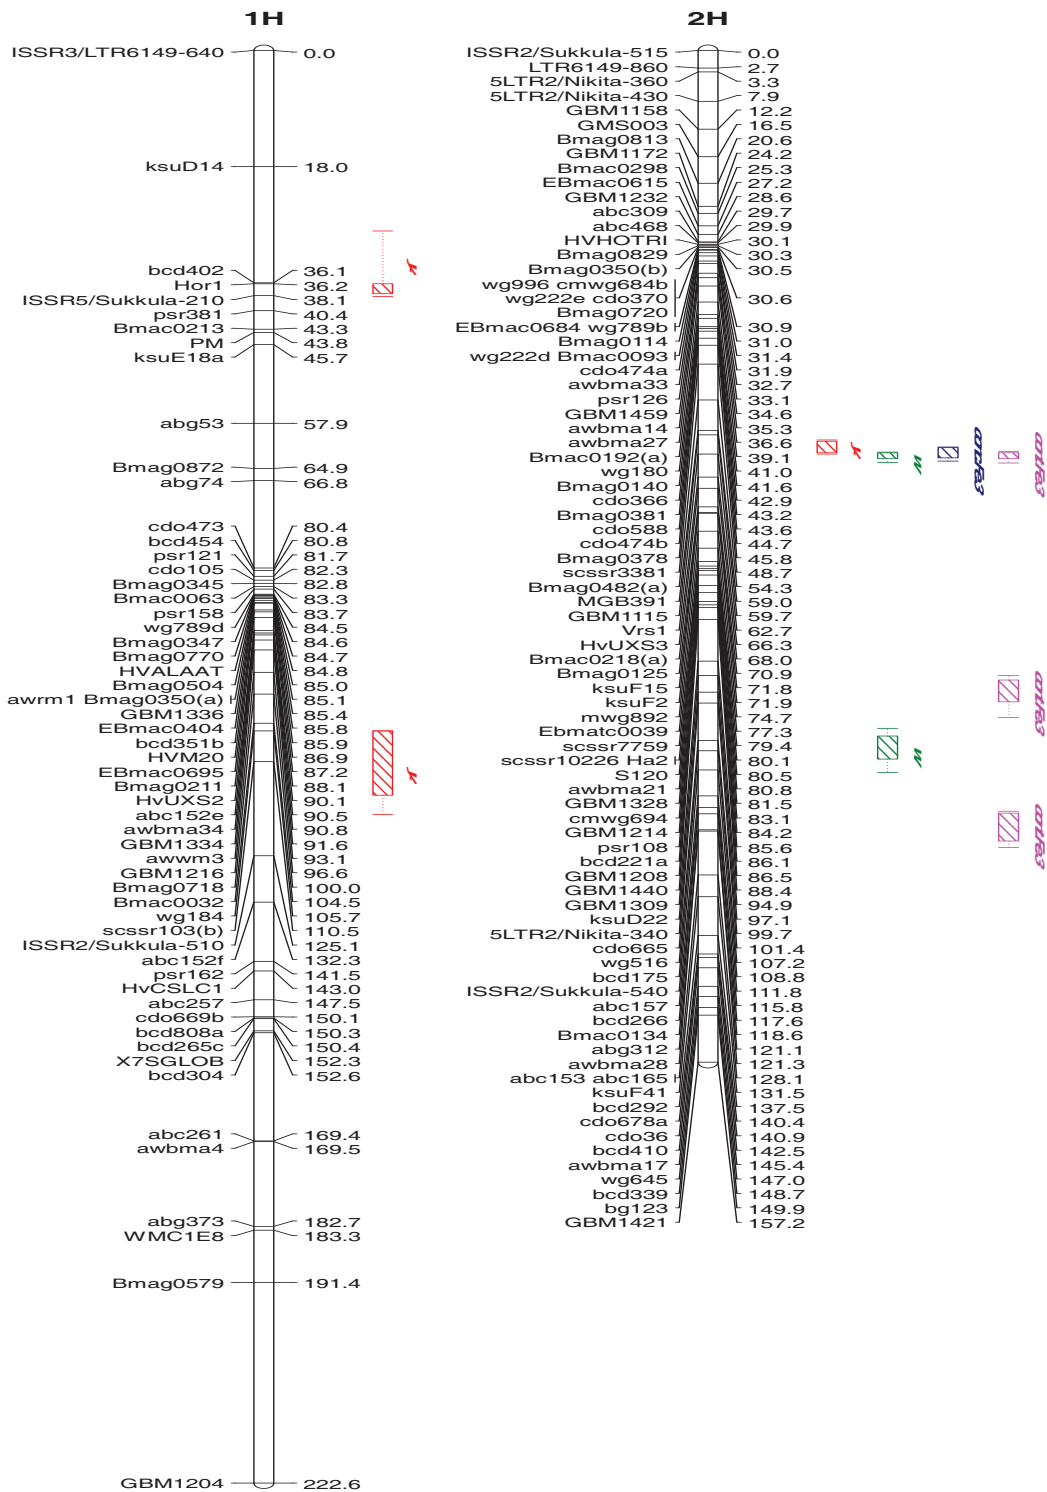 1H
ISSR3/LTR6149-640 0.0
ksuD14 18.0
bcd402 36.1
Hor1 36.2
ISSR5/Sukkula-210 38.1
psr381 40.4
Bmac0213 43.3
PM 43.8
ksuE18a 45.7
abg53 57.9
Bmag0872 64.9
abg74 66.8
cdo473 80.4
bcd454 80.8
psr121 81.7
cdo105 82.3
Bmag0345 82.8
Bmac0063 83.3
psr158 83.7
wg789d 84.5
Bmag0347 84.6
Bmag0770 84.7
HVALAAT 84.8
Bmag0504 85.0
awrm1 Bmag0350(a) 85.1
GBM1336 85.4
EBmac0404 85.8
bcd351b 85.9
HVM20 86.9
EBmac0695 87.2
Bmag0211 88.1
HvUXS2 90.1
abc152e 90.5
awbma34 90.8
GBM1334 91.6
awwm3 93.1
GBM1216 96.6
Bmag0718 100.0
Bmac0032 104.5
wg184 105.7
scssr103(b) 110.5
ISSR2/Sukkula-510 125.1
abc152f 132.3
psr162 141.5
HvCSLC1 143.0
abc257 147.5
cdo669b 150.1
bcd808a 150.3
bcd265c 150.4
X7SGLOB 152.3
bcd304 152.6
abc261 169.4
awbma4 169.5
abg373 182.7
WMC1E8 183.3
Bmag0579 191.4
GBM1204 222.6
2H
ISSR2/Sukkula-515 0.0
LTR6149-860 2.7
5LTR2/Nikita-360 3.3
5LTR2/Nikita-430 7.9
GBM1158 12.2
GMS003 16.5
Bmag0813 20.6
GBM1172 24.2
Bmac0298 25.3
EBmac0615 27.2
GBM1232 28.6
abc309 29.7
abc468 29.9
HVHOTRI 30.1
Bmag0829 30.3
Bmag0350(b) 30.5
wg996 cmwg684b
wg222e cdo370 30.6
Bmag0720
EBmac0684 wg789b 30.9
Bmag0114 31.0
wg222d Bmac0093 31.4
cdo474a 31.9
awbma33 32.7
psr126 33.1
GBM1459 34.6
awbma14 35.3
awbma27 36.6
Bmac0192(a) 39.1
wg180 41.0
Bmag0140 41.6
cdo366 42.9
Bmag0381 43.2
cdo588 43.6
cdo474b 44.7
Bmag0378 45.8
scssr3381 48.7
Bmag0482(a) 54.3
MGB391 59.0
GBM1115 59.7
Vrs1 62.7
HvUXS3 66.3
Bmac0218(a) 68.0
Bmag0125 70.9
ksuF15 71.8
ksuF2 71.9
mwg892 74.7
Ebmatc0039 77.3
scssr7759 79.4
scssr10226 Ha2 80.1
S120 80.5
awbma21 80.8
GBM1328 81.5
cmwg694 83.1
GBM1214 84.2
psr108 85.6
bcd221a 86.1
GBM1208 86.5
GBM1440 88.4
GBM1309 94.9
ksuD22 97.1
5LTR2/Nikita-340 99.7
cdo665 101.4
wg516 107.2
bcd175 108.8
ISSR2/Sukkula-540 111.8
abc157 115.8
bcd266 117.6
Bmac0134 118.6
abg312 121.1
awbma28 121.3
abc153 abc165 128.1
ksuF41 131.5
bcd292 137.5
cdo678a 140.4
cdo36 140.9
bcd410 142.5
awbma17 145.4
wg645 147.0
bcd339 148.7
bg123 149.9
GBM1421 157.2